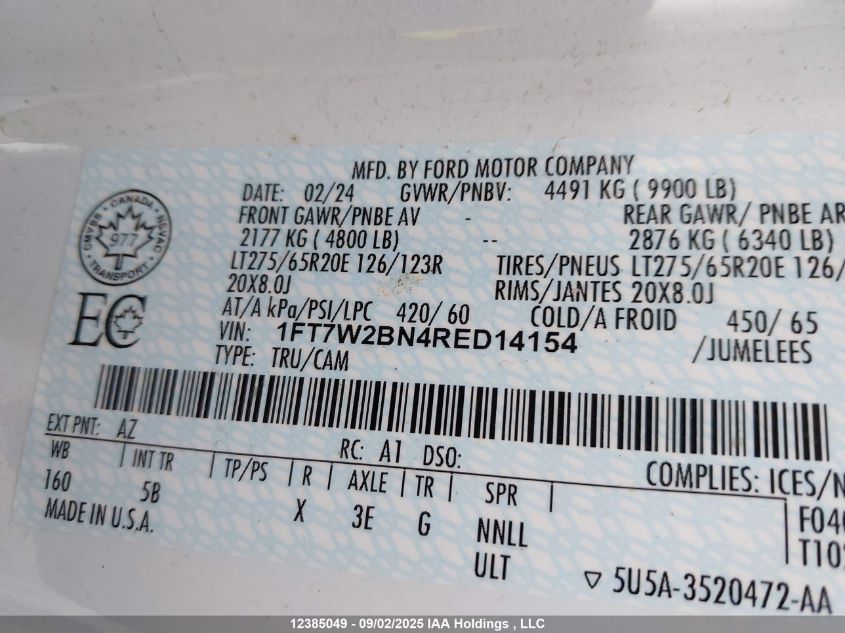 MFD. BY FORD MOTOR COMPANY
DATE: 02/24 GVWR/PNBV: 4491 KG ( 9900 LB)
FRONT GAWR/PNBE AV - REAR GAWR/ PNBE AR
2177 KG ( 4800 LB) -- 2876 KG ( 6340 LB)
LT275/65R20E 126/123R TIRES/PNEUS LT275/65R20E 126/
20X8.0J RIMS/JANTES 20X8.0J
AT/A kPa/PSI/LPC 420/ 60 COLD/A FROID 450/ 65
VIN: 1FT7W2BN4RED14154 /JUMELEES
TYPE: TRU/CAM
CANADA
CMVSS NSVAC
977
TRANSPORT
EC
EXT PNT: AZ RC: A1 DSO: COMPLIES: ICES/N
WB INT TR TP/PS R AXLE TR SPR
160 5B X 3E G NNLL
ULT
MADE IN U.S.A.
F04
T10
▽ 5U5A-3520472-AA
12385049 - 09/02/2025 IAA Holdings , LLC